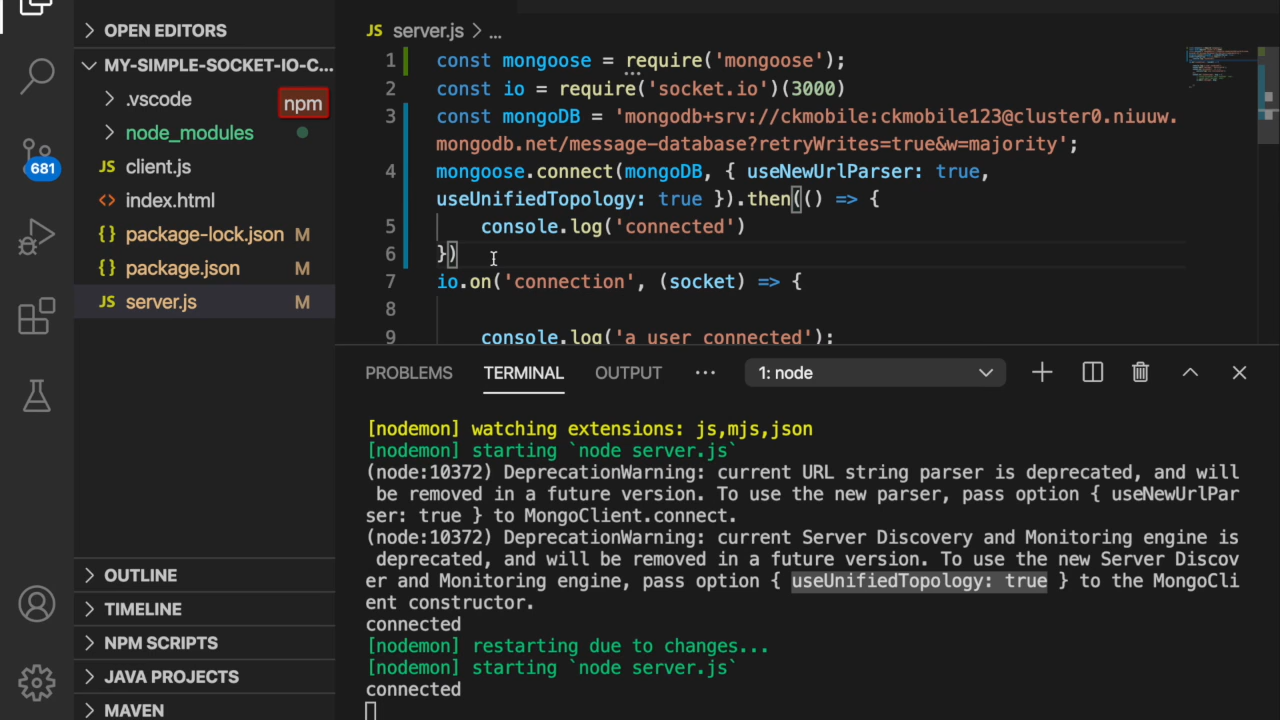 OPEN EDITORS
MY-SIMPLE-SOCKET-IO-C...
.vscode
npm
node_modules
JS client.js
681
<> index.html
{} package-lock.json M
{} package.json M
JS server.js M
OUTLINE
TIMELINE
NPM SCRIPTS
JAVA PROJECTS
MAVEN
JS server.js > ...
1 const mongoose = require('mongoose');
2 const io = require('socket.io')(3000)
3 const mongoDB = 'mongodb+srv://ckmobile:ckmobile123@cluster0.niuuw.
mongodb.net/message-database?retryWrites=true&w=majority';
4 mongoose.connect(mongoDB, { useNewUrlParser: true,
useUnifiedTopology: true }).then(() => {
5 console.log('connected')
6 })
7 io.on('connection', (socket) => {
8
9 console.log('a user connected');
PROBLEMS TERMINAL OUTPUT ... 1: node
[nodemon] watching extensions: js,mjs,json
[nodemon] starting `node server.js`
(node:10372) DeprecationWarning: current URL string parser is deprecated, and will
be removed in a future version. To use the new parser, pass option { useNewUrlPar
ser: true } to MongoClient.connect.
(node:10372) DeprecationWarning: current Server Discovery and Monitoring engine is
deprecated, and will be removed in a future version. To use the new Server Discov
er and Monitoring engine, pass option { useUnifiedTopology: true } to the MongoCli
ent constructor.
connected
[nodemon] restarting due to changes...
[nodemon] starting `node server.js`
connected